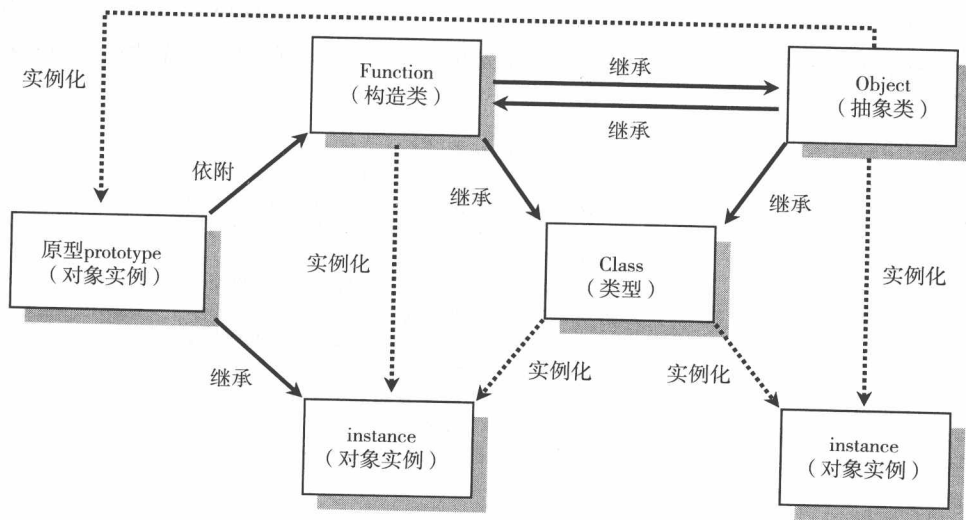 实例化
Function
（构造类）
继承
继承
Object
（抽象类）
依附
继承
继承
原型prototype
（对象实例）
实例化
Class
（类型）
实例化
继承
实例化
实例化
instance
（对象实例）
instance
（对象实例）